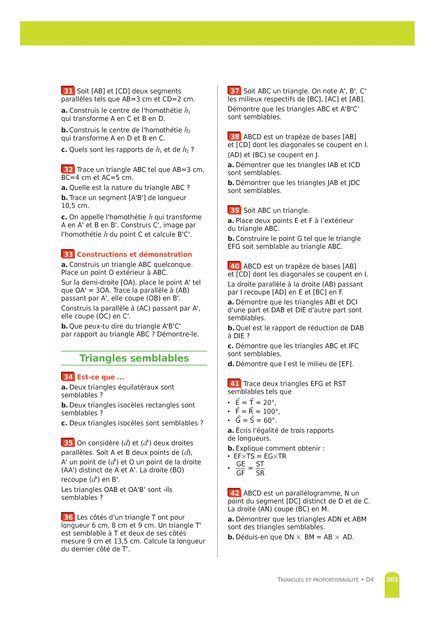 31 Soit [AB] et [CD] deux segments
parallèles tels que AB=3 cm et CD=2 cm.
a. Construis le centre de l'homothétie h₁
qui transforme A en C et B en D.
b. Construis le centre de l'homothétie h₂
qui transforme A en D et B en C.
c. Quels sont les rapports de h₁ et de h₂ ?
32 Trace un triangle ABC tel que AB=3 cm,
BC=4 cm et AC=5 cm.
a. Quelle est la nature du triangle ABC ?
b. Trace un segment [A'B'] de longueur
10,5 cm.
c. On appelle l'homothétie h qui transforme
A en A' et B en B'. Construis C', image par
l'homothétie h du point C et calcule B'C'.
33 Constructions et démonstration
a. Construis un triangle ABC quelconque.
Place un point O extérieur à ABC.
Sur la demi-droite [OA), place le point A' tel
que OA' = 3OA. Trace la parallèle à (AB)
passant par A', elle coupe (OB) en B'.
Construis la parallèle à (AC) passant par A',
elle coupe (OC) en C'.
b. Que peux-tu dire du triangle A'B'C'
par rapport au triangle ABC ? Démontre-le.
Triangles semblables
34 Est-ce que ...
a. Deux triangles équilatéraux sont
semblables ?
b. Deux triangles isocèles rectangles sont
semblables ?
c. Deux triangles isocèles sont semblables ?
35 On considère (d) et (d') deux droites
parallèles. Soit A et B deux points de (d),
A' un point de (d') et O un point de la droite
(AA') distinct de A et A'. La droite (BO)
recoupe (d') en B'.
Les triangles OAB et OA'B' sont -ils
semblables ?
36 Les côtés d'un triangle T ont pour
longueur 6 cm, 8 cm et 9 cm. Un triangle T'
est semblable à T et deux de ses côtés
mesure 9 cm et 13,5 cm. Calcule la longueur
du dernier côté de T'.
37 Soit ABC un triangle. On note A', B', C'
les milieux respectifs de [BC], [AC] et [AB].
Démontre que les triangles ABC et A'B'C'
sont semblables.
38 ABCD est un trapèze de bases [AB]
et [CD] dont les diagonales se coupent en I.
(AD) et (BC) se coupent en J.
a. Démontrer que les triangles IAB et ICD
sont semblables.
b. Démontrer que les triangles JAB et JDC
sont semblables.
39 Soit ABC un triangle.
a. Place deux points E et F à l'extérieur
du triangle ABC.
b. Construire le point G tel que le triangle
EFG soit semblable au triangle ABC.
40 ABCD est un trapèze de bases [AB]
et [CD] dont les diagonales se coupent en I.
La droite parallèle à la droite (AB) passant
par I recoupe [AD] en E et [BC] en F.
a. Démontre que les triangles ABI et DCI
d'une part et DAB et DIE d'autre part sont
semblables.
b. Quel est le rapport de réduction de DAB
à DIE ?
c. Démontre que les triangles ABC et IFC
sont semblables.
d. Démontre que I est le milieu de [EF].
41 Trace deux triangles EFG et RST
semblables tels que
• Ê = T̂ = 20°,
• F̂ = R̂ = 100°,
• Ĝ = Ŝ = 60°.
a. Écris l'égalité de trois rapports
de longueurs.
b. Explique comment obtenir :
• EF×TS = EG×TR
• GE/GF = ST/SR
42 ABCD est un parallélogramme, N un
point du segment [DC] distinct de D et de C.
La droite (AN) coupe (BC) en M.
a. Démontrer que les triangles ADN et ABM
sont des triangles semblables.
b. Déduis-en que DN × BM = AB × AD.
TRIANGLES ET PROPORTIONNALITÉ • D4 303